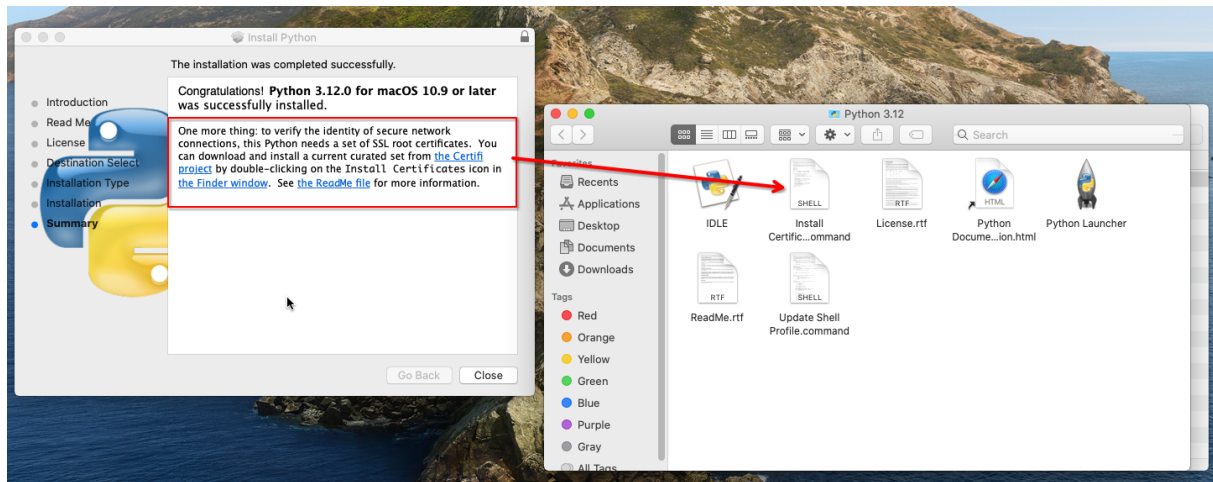 Install Python
The installation was completed successfully.
Introduction
Read Me
License
Destination Select
Installation Type
Installation
Summary
Congratulations! Python 3.12.0 for macOS 10.9 or later
was successfully installed.
One more thing: to verify the identity of secure network
connections, this Python needs a set of SSL root certificates. You
can download and install a current curated set from the Certifi
project by double-clicking on the Install Certificates icon in
the Finder window. See the ReadMe file for more information.
Go Back
Close
Python 3.12
Search
Favorites
Recents
Applications
Desktop
Documents
Downloads
Tags
Red
Orange
Yellow
Green
Blue
Purple
Gray
All Tags
IDLE
SHELL
Install
Certific...ommand
RTF
License.rtf
HTML
Python
Docume...ion.html
Python Launcher
RTF
ReadMe.rtf
SHELL
Update Shell
Profile.command